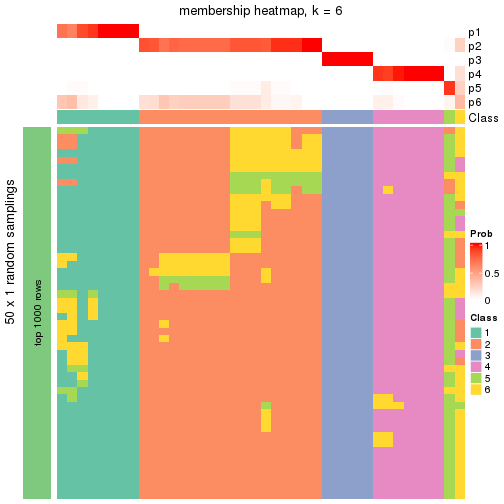 membership heatmap, k = 6
p1
p2
p3
p4
p5
p6
Class
50 x 1 random samplings
top 1000 rows
Prob
1
0.5
0
Class
1
2
3
4
5
6